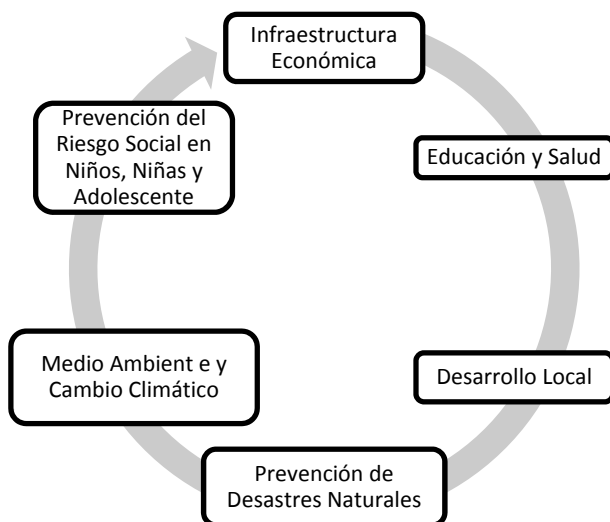 Infraestructura
Económica
Educación y Salud
Desarrollo Local
Prevención de
Desastres Naturales
Medio Ambient e y
Cambio Climático
Prevención del
Riesgo Social en
Niños, Niñas y
Adolescente